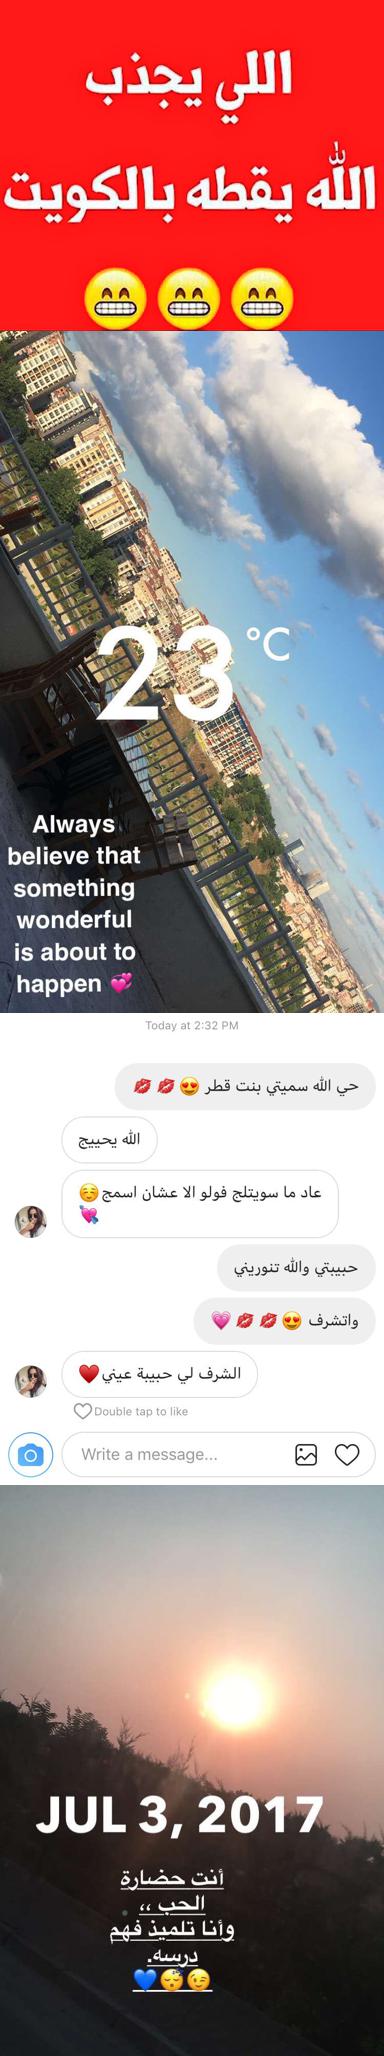 اللي يجذب
الله يقطه بالكويت
😁😁😁
23°C
Always
believe that
something
wonderful
is about to
happen 💞
Today at 2:32 PM
حي الله سميتي بنت قطر 😍💋💋
الله يحييج
عاد ما سويتلج فولو الا عشان اسمج☺️
💘
حبيبتي والله تنوريني
واتشرف 😍💋💋💗
الشرف لي حبيبة عيني♥️
Double tap to like
Write a message...
JUL 3, 2017
أنت حضارة
الحب ،،
وأنا تلميذ فهم
درسه.
💙😴😉